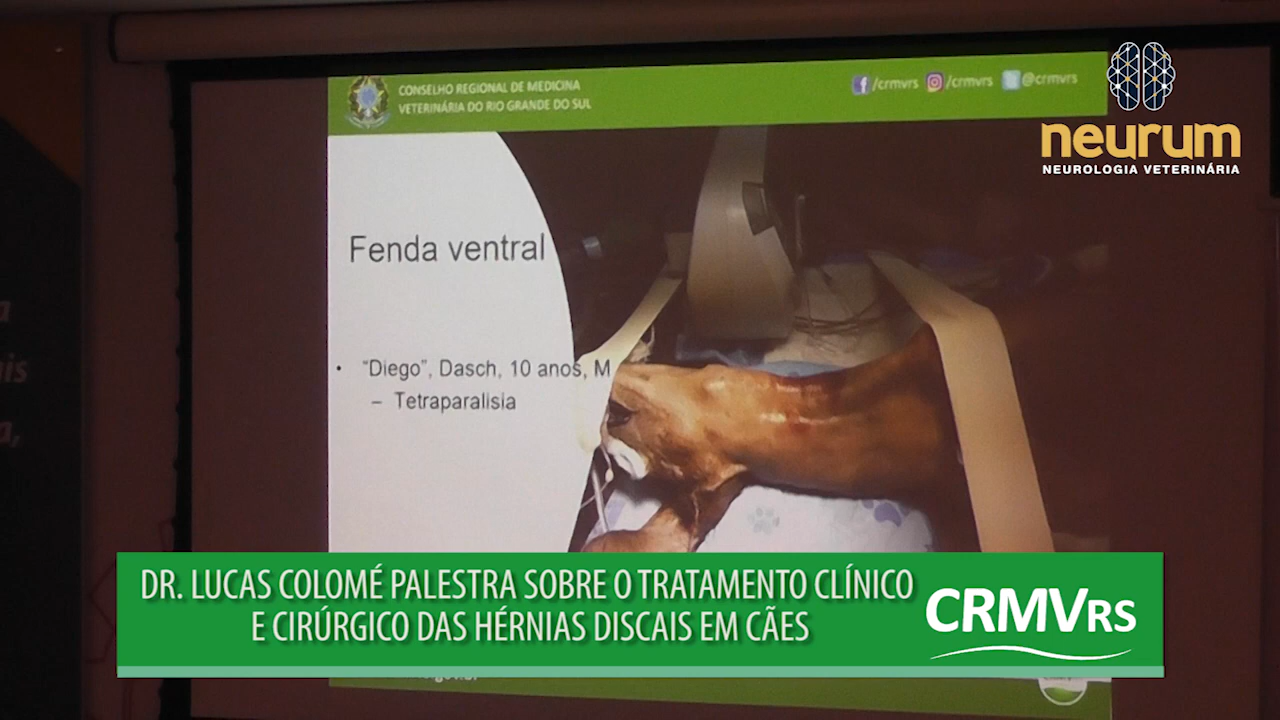 CONSELHO REGIONAL DE MEDICINA
VETERINÁRIA DO RIO GRANDE DO SUL
/crmvrs /crmvrs @crmvrs
neurum
NEUROLOGIA VETERINÁRIA
Fenda ventral
• "Diego", Dasch, 10 anos, M
– Tetraparalisia
DR. LUCAS COLOMÉ PALESTRA SOBRE O TRATAMENTO CLÍNICO
E CIRÚRGICO DAS HÉRNIAS DISCAIS EM CÃES
CRMVRS